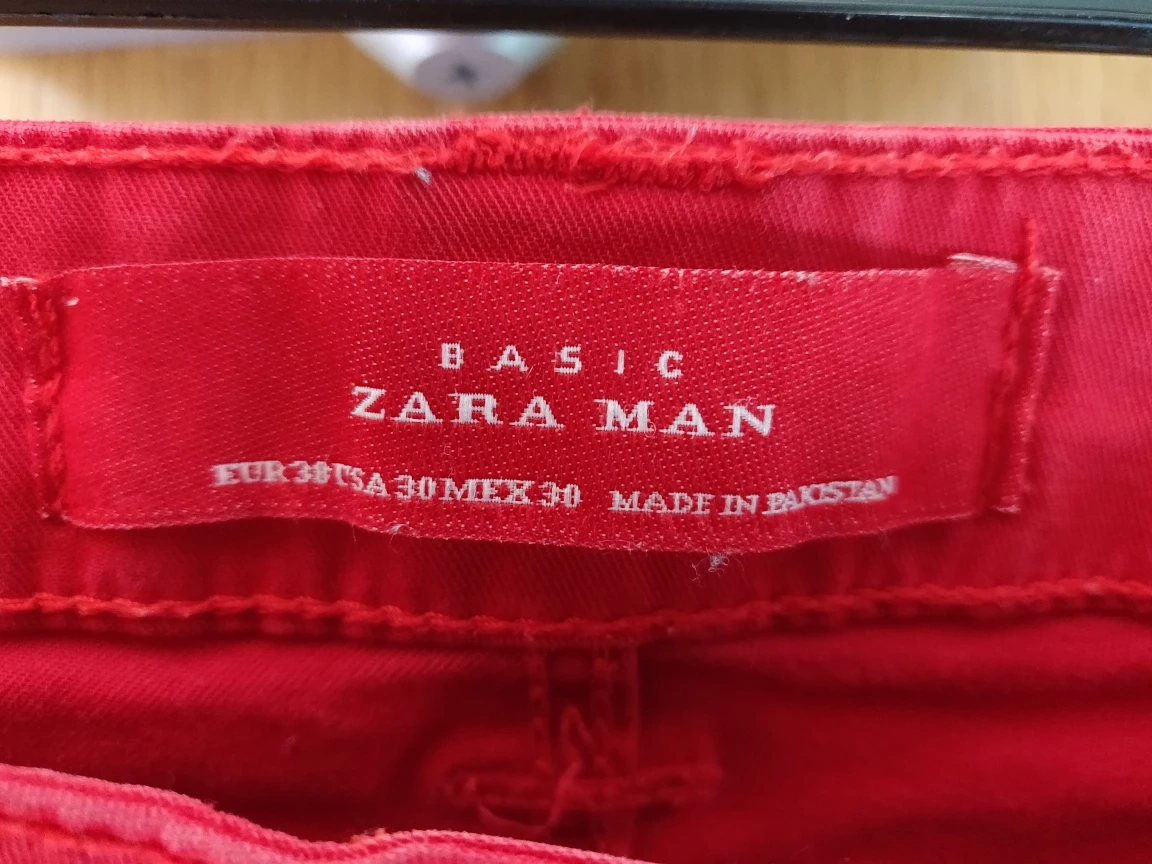 BASIC
ZARA MAN
EUR 38 USA 30 MEX 30 MADE IN PAKISTAN